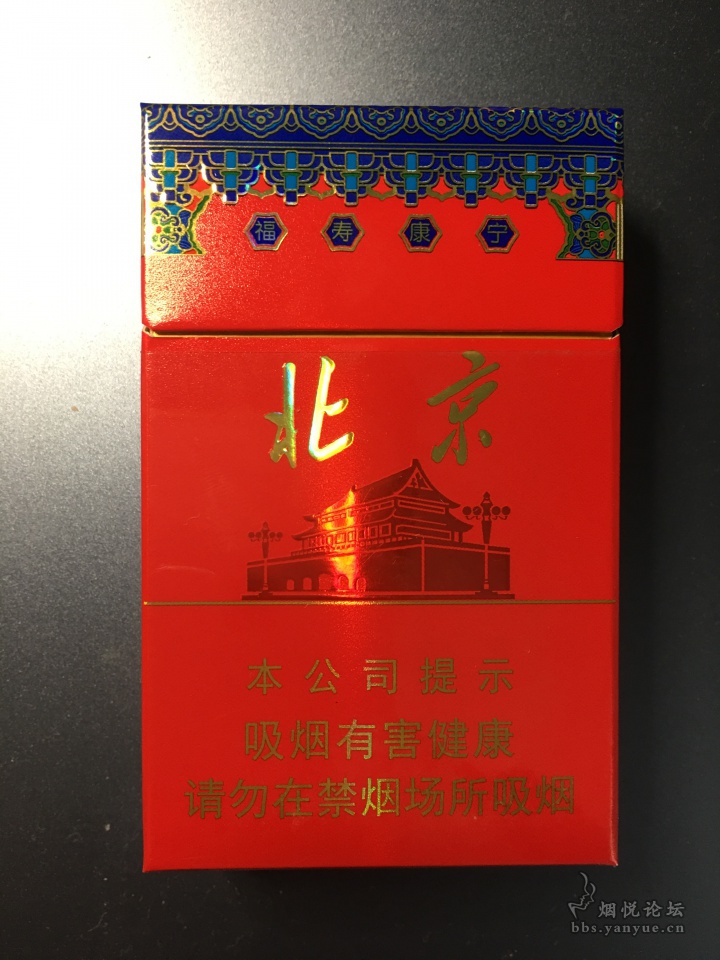 福 寿 康 宁
北 京
本公司提示
吸烟有害健康
请勿在禁烟场所吸烟
烟悦论坛
bbs.yanyue.cn